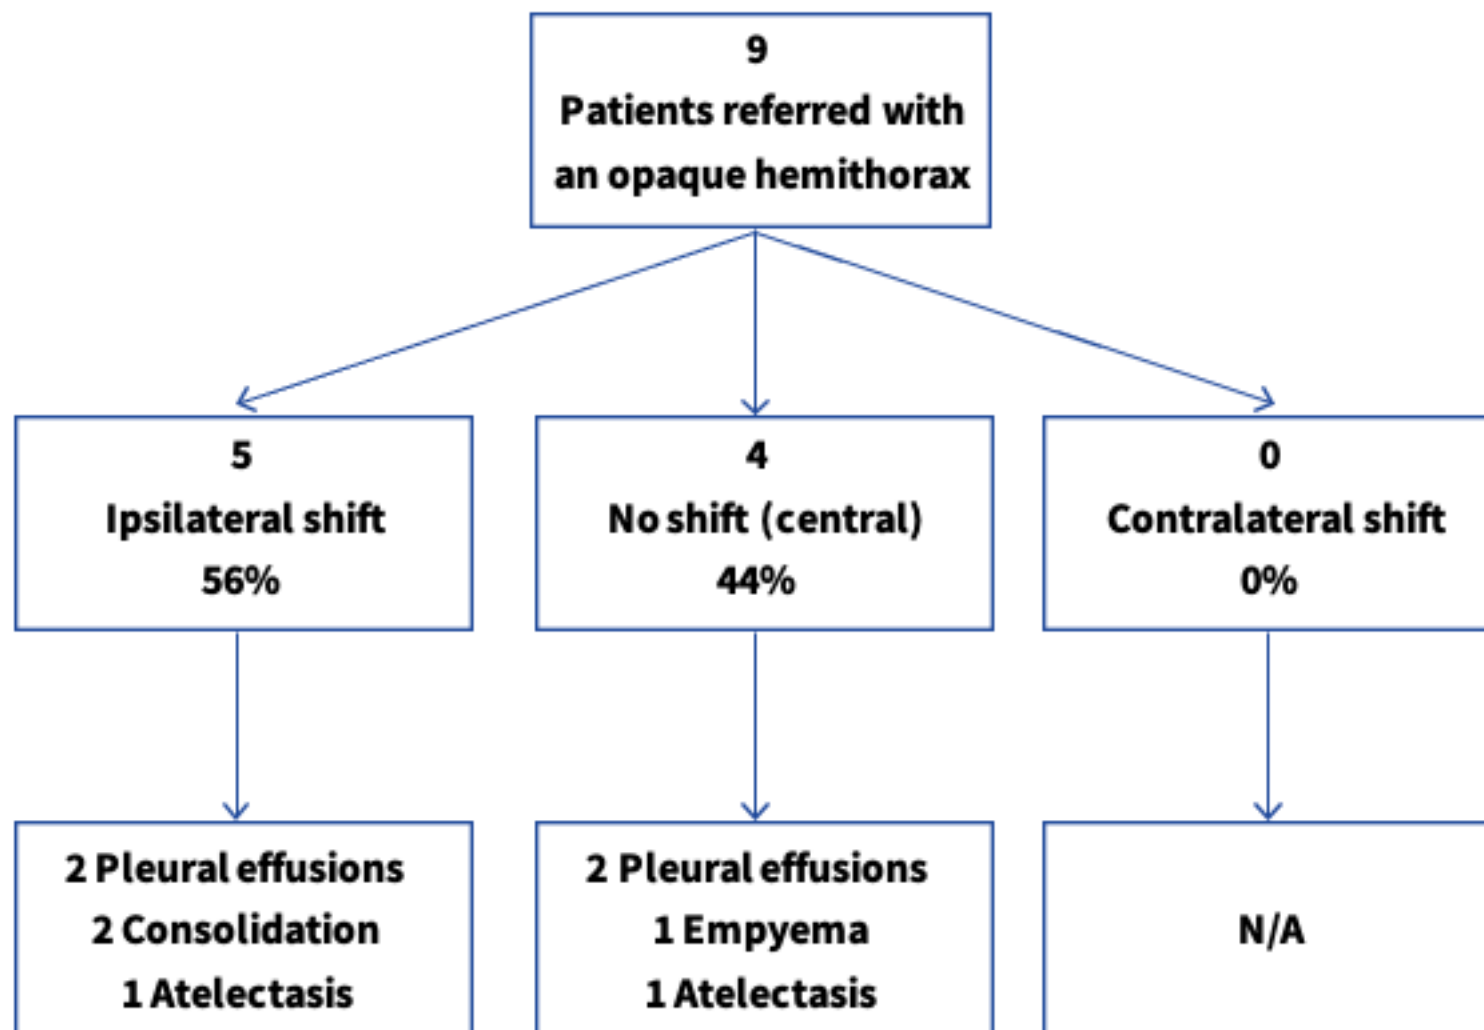 9
Patients referred with
an opaque hemithorax
5
Ipsilateral shift
56%
4
No shift (central)
44%
0
Contralateral shift
0%
2 Pleural effusions
2 Consolidation
1 Atelectasis
2 Pleural effusions
1 Empyema
1 Atelectasis
N/A